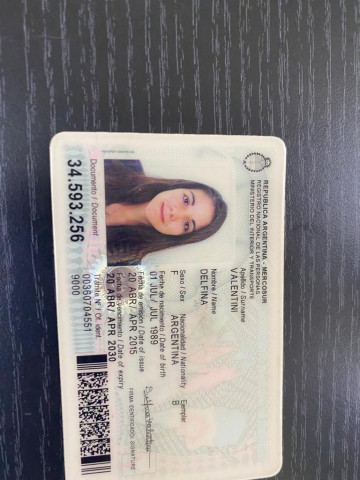 REPUBLICA ARGENTINA - MERCOSUR
REGISTRO NACIONAL DE LAS PERSONAS
MINISTERIO DEL INTERIOR Y TRANSPORTE
Apellido / Surname
VALENTINI
Nombre / Name
DELFINA
Sexo / Sex Nacionalidad / Nationality Ejemplar
F ARGENTINA B
Fecha de nacimiento / Date of birth
JUL/ JUL 1989
Fecha de emisión / Date of issue
20 ABR/ APR 2015
Fecha de vencimiento / Date of expiry
20 ABR/ APR 2030
FIRMA IDENTIFICADO/ SIGNATURE
Documento / Document
34.592.256
Trámite N° / Of. ident.
00360704551
9000